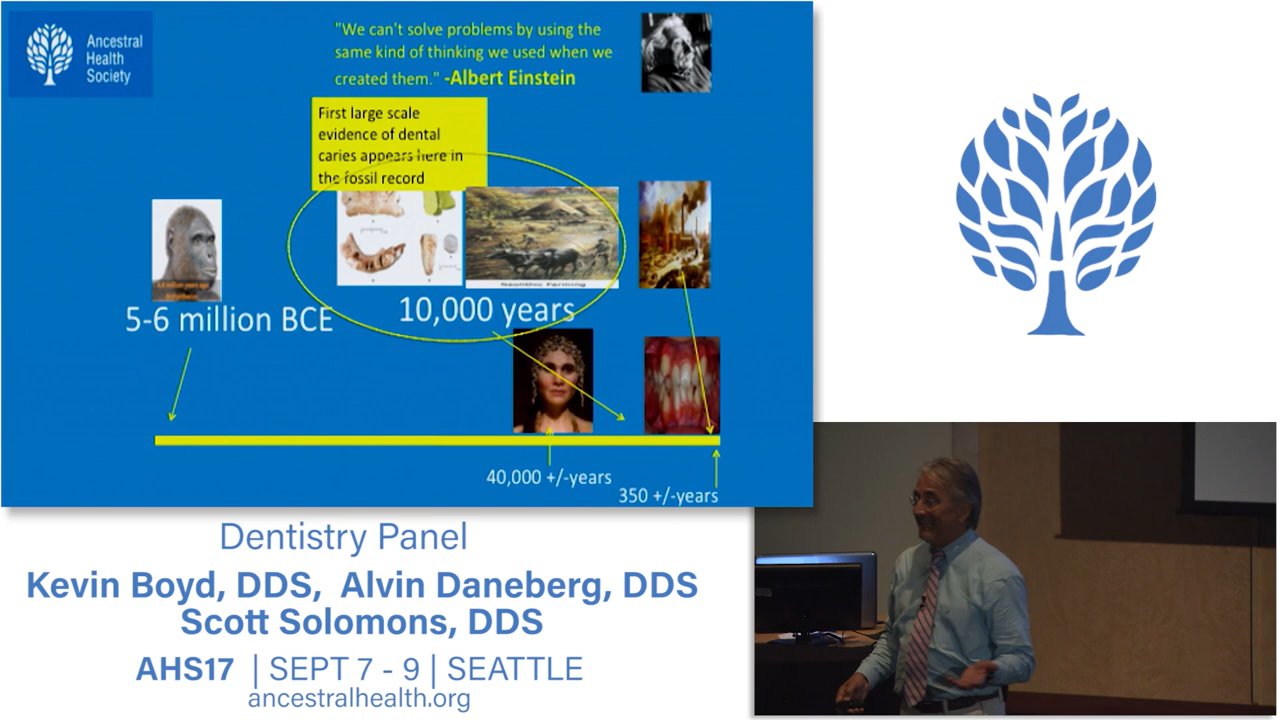 Ancestral
Health
Society
"We can't solve problems by using the
same kind of thinking we used when we
created them." -Albert Einstein
First large scale
evidence of dental
caries appears here in
the fossil record
Neolithic Farming
5-6 million BCE
10,000 years
40,000 +/-years
350 +/-years
Dentistry Panel
Kevin Boyd, DDS, Alvin Daneberg, DDS
Scott Solomons, DDS
AHS17 | SEPT 7 - 9 | SEATTLE
ancestralhealth.org